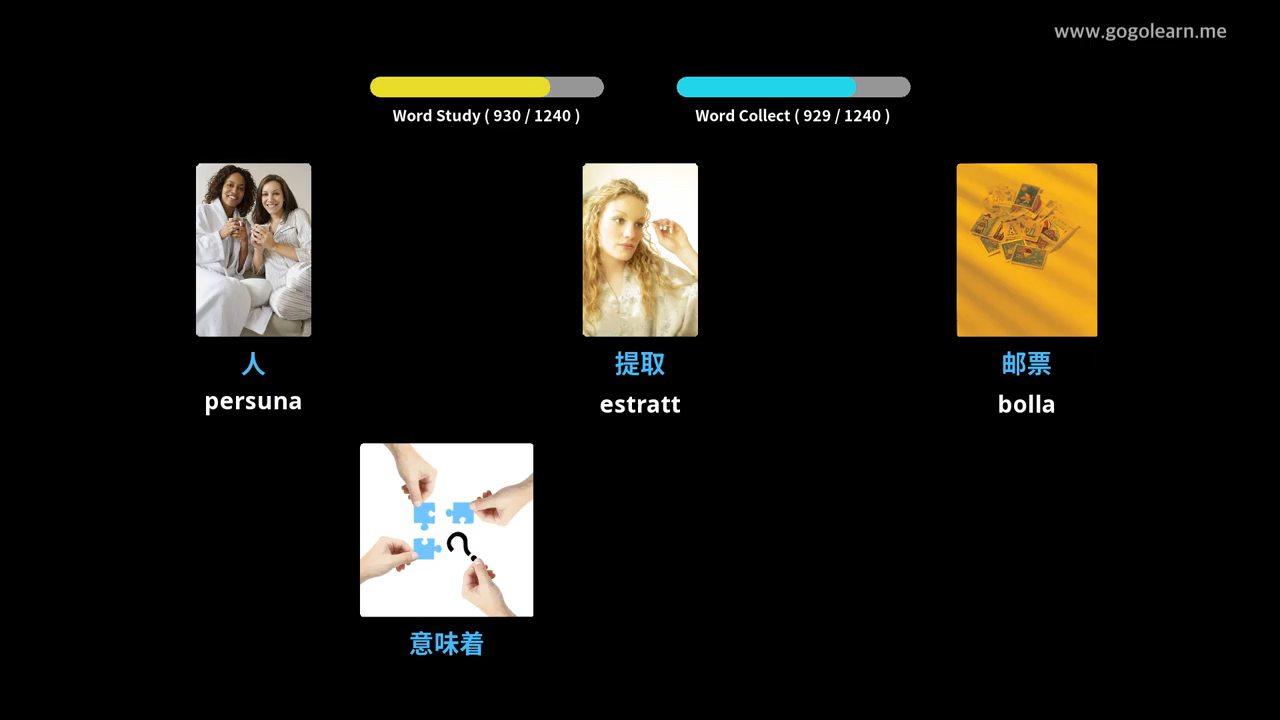 www.gogolearn.me
Word Study ( 930 / 1240 )
Word Collect ( 929 / 1240 )
人
persuna
提取
estratt
邮票
bolla
意味着